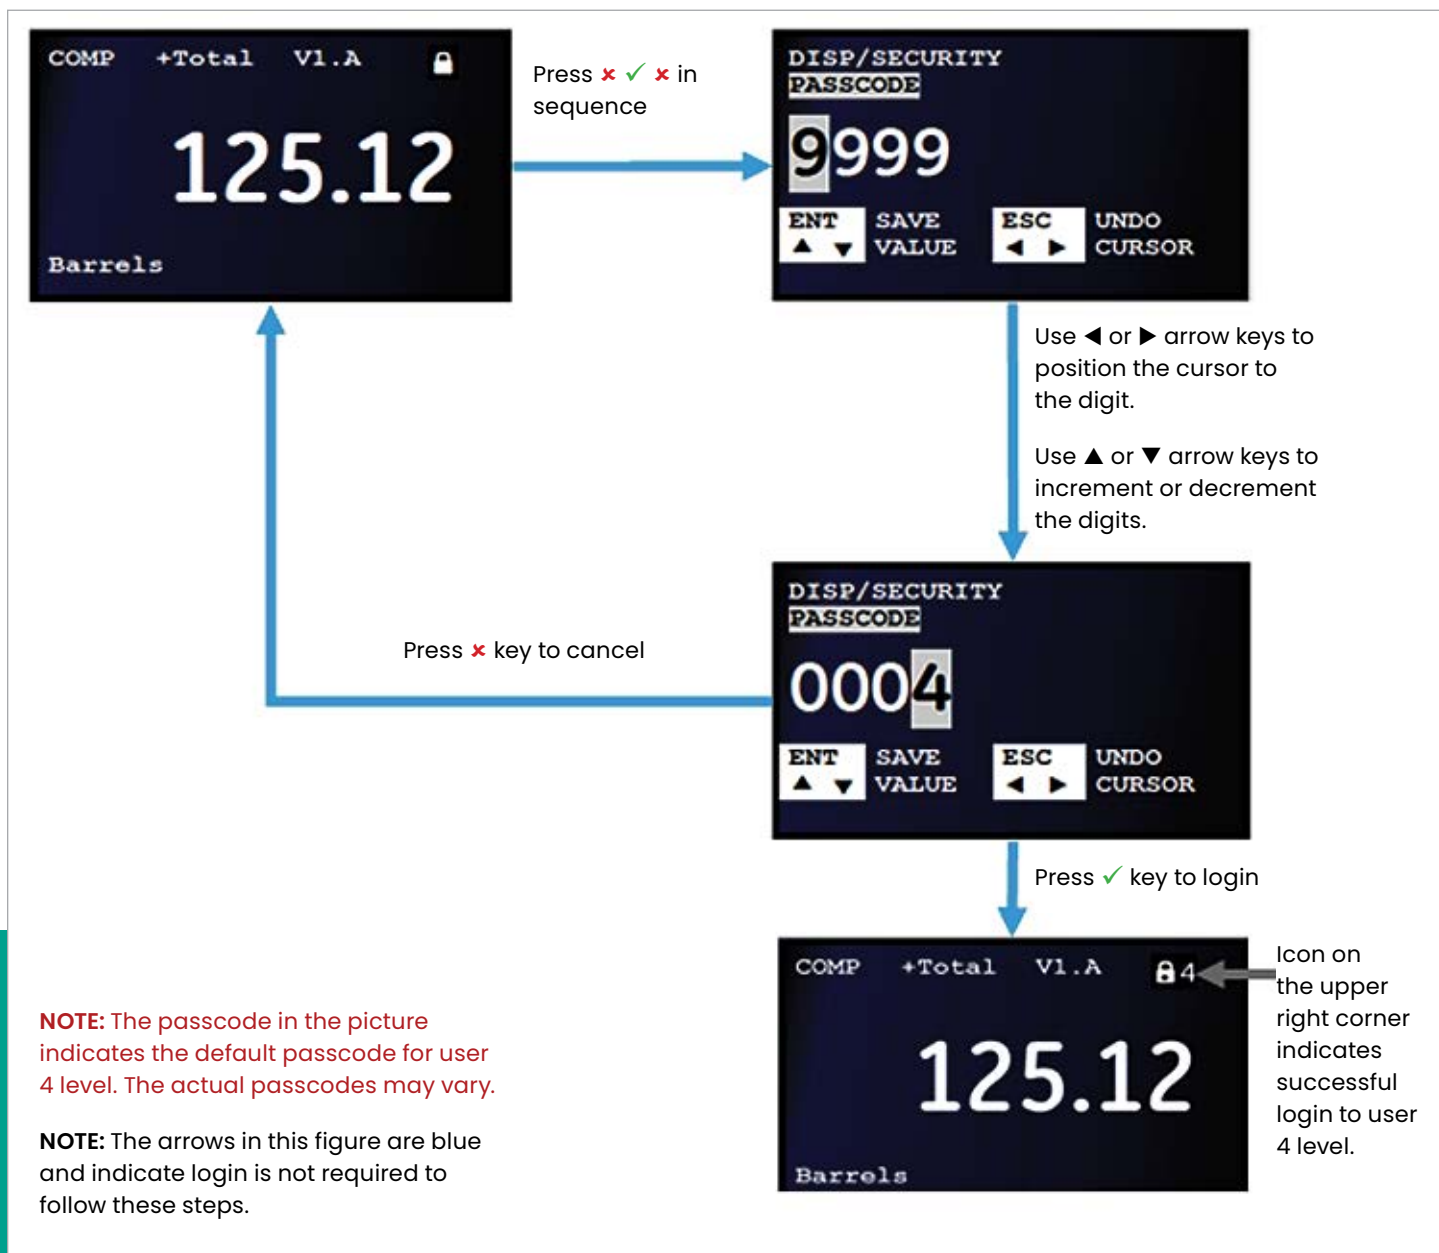 COMP +Total V1.A
125.12
Barrels
Press ✘ ✓ ✘ in
sequence
DISP/SECURITY
PASSCODE
9999
ENT SAVE ESC UNDO
▲ ▼ VALUE ◀ ▶ CURSOR
Use ◀ or ▶ arrow keys to
position the cursor to
the digit.
Use ▲ or ▼ arrow keys to
increment or decrement
the digits.
Press ✘ key to cancel
DISP/SECURITY
PASSCODE
0004
ENT SAVE ESC UNDO
▲ ▼ VALUE ◀ ▶ CURSOR
Press ✓ key to login
COMP +Total V1.A 4
125.12
Barrels
Icon on
the upper
right corner
indicates
successful
login to user
4 level.
NOTE: The passcode in the picture
indicates the default passcode for user
4 level. The actual passcodes may vary.
NOTE: The arrows in this figure are blue
and indicate login is not required to
follow these steps.